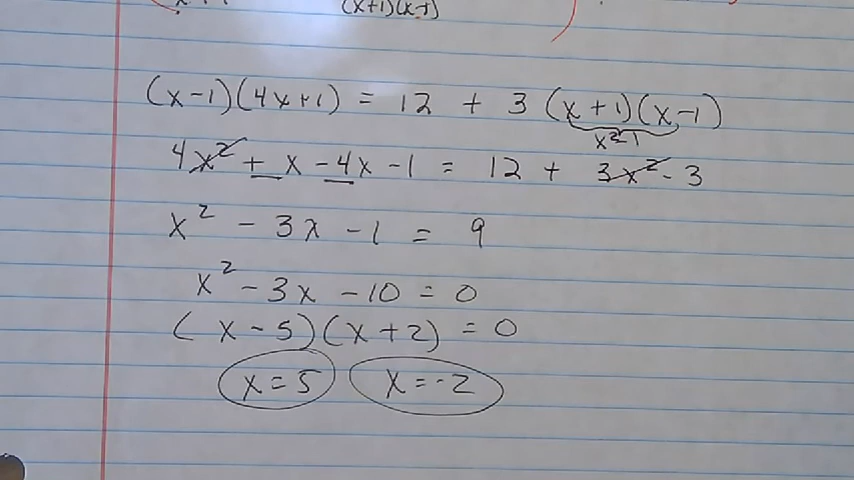 (x+1)(x-1)
(x-1)(4x+1) = 12 + 3 (x+1)(x-1)
x²-1
4x² + x - 4x - 1 = 12 + 3x² - 3
x² - 3x - 1 = 9
x² - 3x - 10 = 0
(x-5)(x+2) = 0
x = 5 x = -2